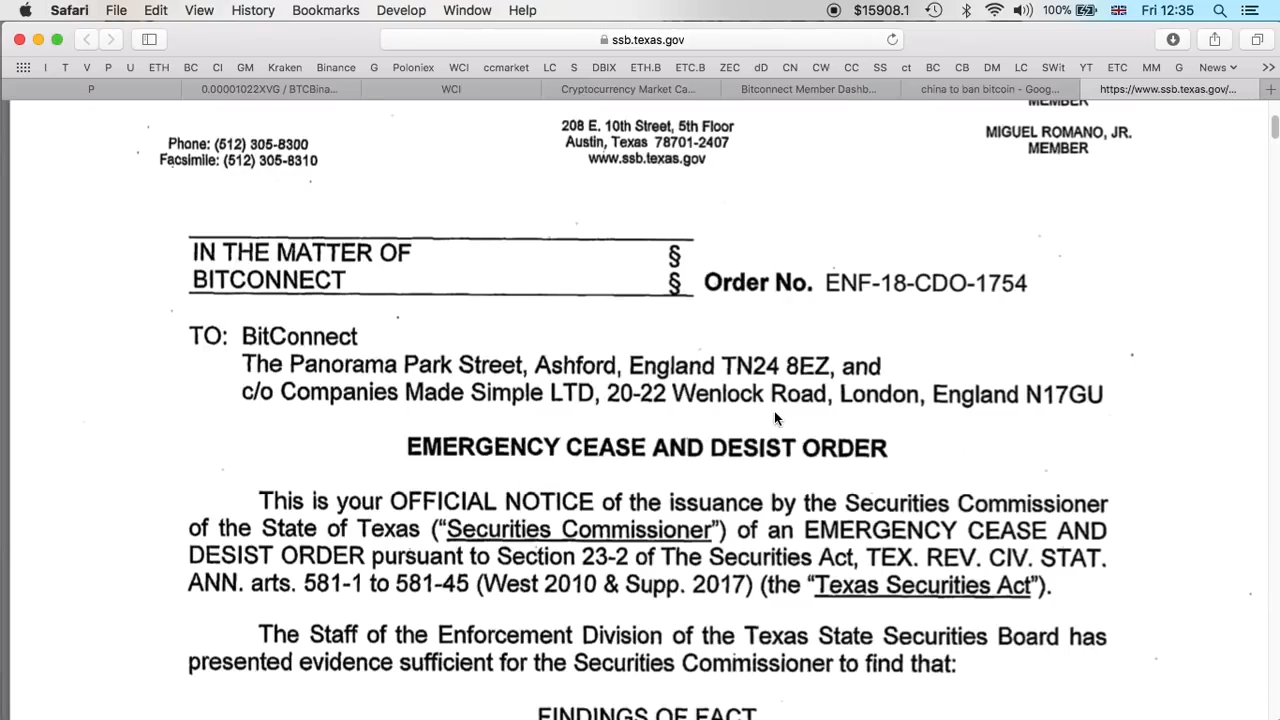 Safari File Edit View History Bookmarks Develop Window Help $15908.1 100% Fri 12:35
ssb.texas.gov
I T V P U ETH BC CI GM Kraken Binance G Poloniex WCI ccmarket LC S DBIX ETH.B ETC.B ZEC dD CN CW CC SS ct BC CB DM LC SWit YT ETC MM G News
P 0.00001022XVG / BTCBina... WCI Cryptocurrency Market Ca... Bitconnect Member Dashb... china to ban bitcoin - Goog... https://www.ssb.texas.gov/...
MEMBER
208 E. 10th Street, 5th Floor
Austin, Texas 78701-2407
www.ssb.texas.gov
Phone: (512) 305-8300
Facsimile: (512) 305-8310
MIGUEL ROMANO, JR.
MEMBER
IN THE MATTER OF §
BITCONNECT § Order No. ENF-18-CDO-1754
TO: BitConnect
The Panorama Park Street, Ashford, England TN24 8EZ, and
c/o Companies Made Simple LTD, 20-22 Wenlock Road, London, England N17GU
EMERGENCY CEASE AND DESIST ORDER
This is your OFFICIAL NOTICE of the issuance by the Securities Commissioner
of the State of Texas ("Securities Commissioner") of an EMERGENCY CEASE AND
DESIST ORDER pursuant to Section 23-2 of The Securities Act, TEX. REV. CIV. STAT.
ANN. arts. 581-1 to 581-45 (West 2010 & Supp. 2017) (the "Texas Securities Act").
The Staff of the Enforcement Division of the Texas State Securities Board has
presented evidence sufficient for the Securities Commissioner to find that:
FINDINGS OF FACT